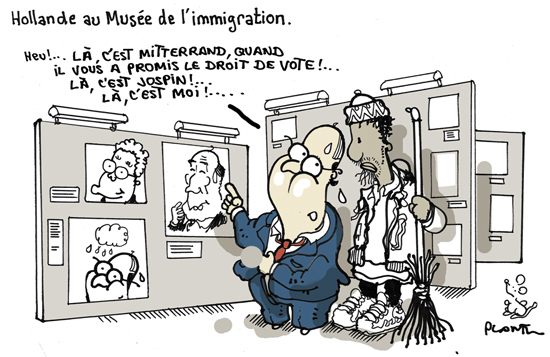 Hollande au Musée de l'immigration.
Heu!... LÀ, C'EST MITTERRAND, QUAND
IL VOUS A PROMIS LE DROIT DE VOTE!...
LÀ, C'EST JOSPIN!...
LÀ, C'EST MOI!.....
PLANTU